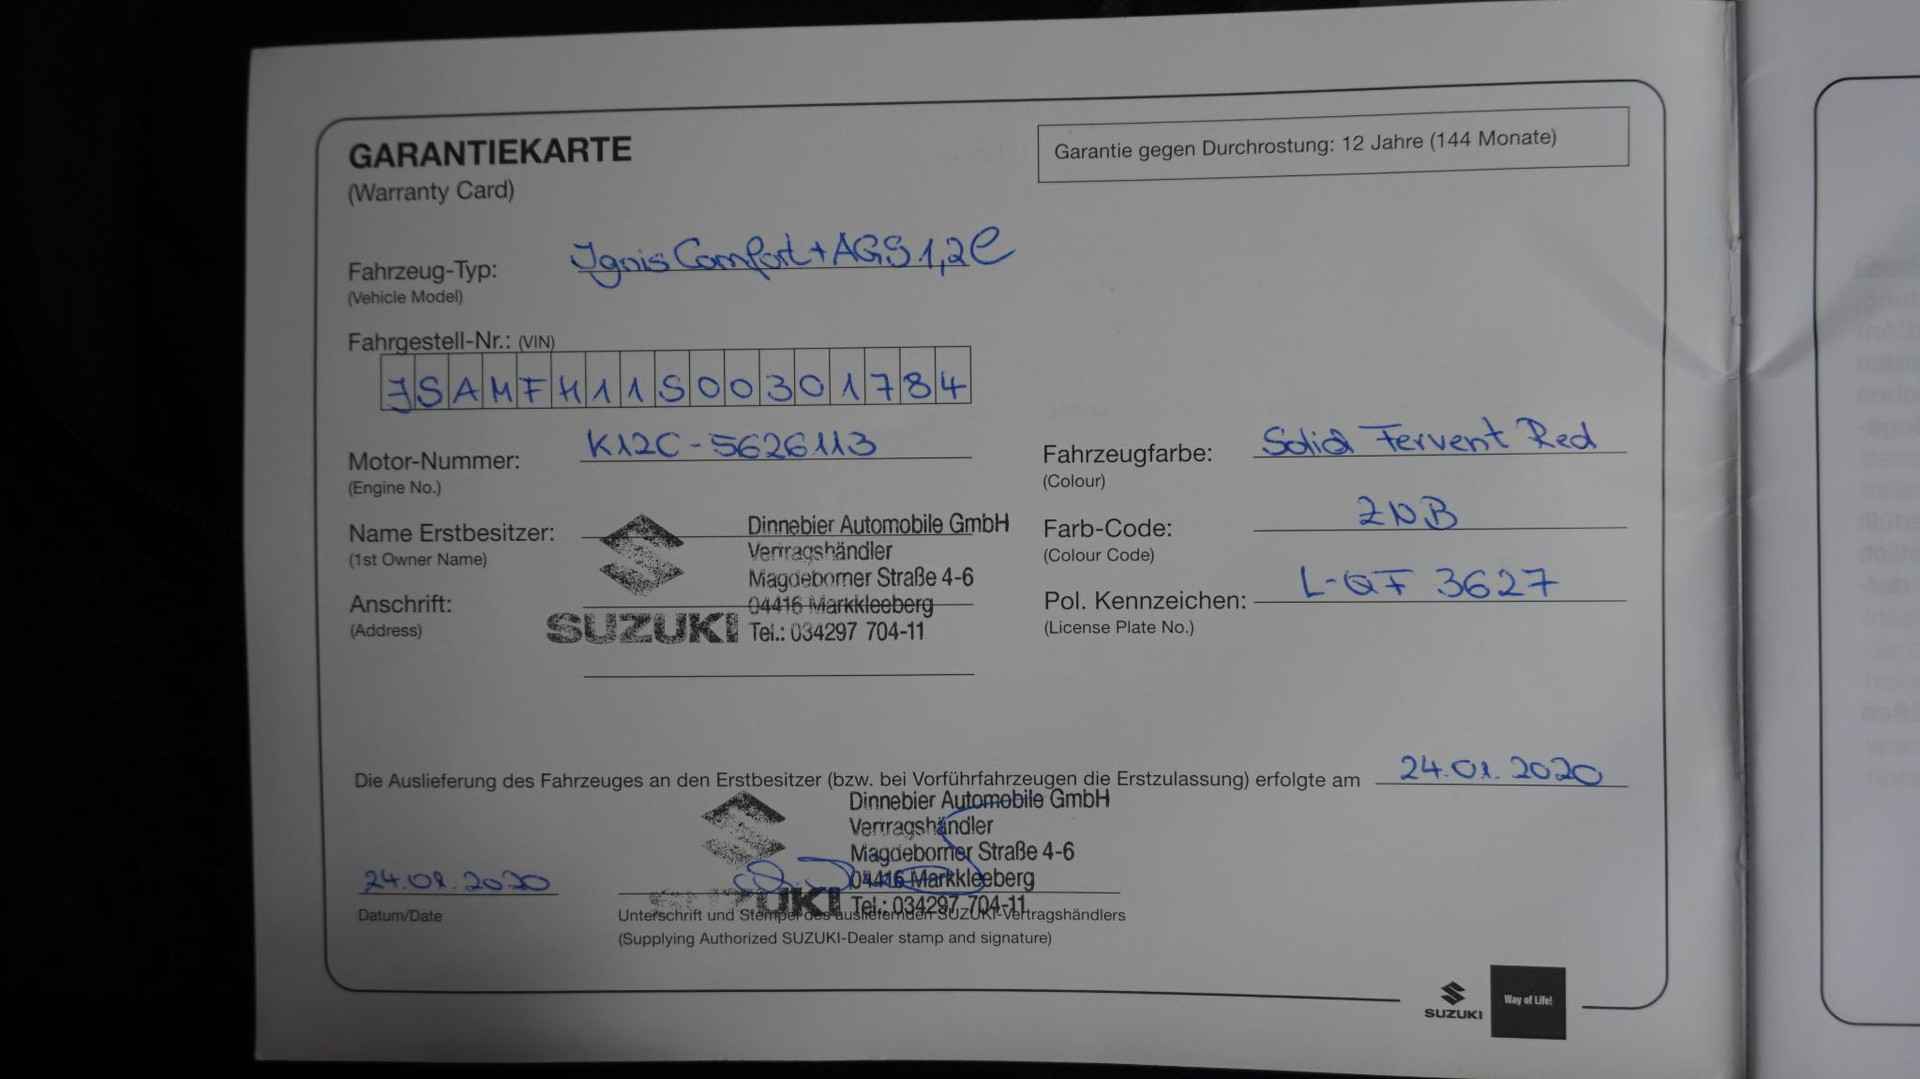 GARANTIEKARTE
(Warranty Card)
Garantie gegen Durchrostung: 12 Jahre (144 Monate)
Fahrzeug-Typ: Ignis Comfort+ AGS 1,2l
(Vehicle Model)
Fahrgestell-Nr.: (VIN)
JSAMFH11S00301784
Motor-Nummer: K12C-5626113
(Engine No.)
Fahrzeugfarbe: Solid Fervent Red
(Colour)
Name Erstbesitzer:
(1st Owner Name)
Anschrift:
(Address)
SUZUKI
Dinnebier Automobile GmbH
Vertragshändler
Magdeborner Straße 4-6
04416 Markkleeberg
Tel.: 034297 704-11
Farb-Code: ZNB
(Colour Code)
Pol. Kennzeichen: L-QF 3627
(License Plate No.)
Die Auslieferung des Fahrzeuges an den Erstbesitzer (bzw. bei Vorführfahrzeugen die Erstzulassung) erfolgte am 24.01.2020
Dinnebier Automobile GmbH
Vertragshändler
Magdeborner Straße 4-6
04416 Markkleeberg
SUZUKI Tel.: 034297 704-11
24.01.2020
Datum/Date
Unterschrift und Stempel des ausliefernden SUZUKI-Vertragshändlers
(Supplying Authorized SUZUKI-Dealer stamp and signature)
SUZUKI
Way of Life!